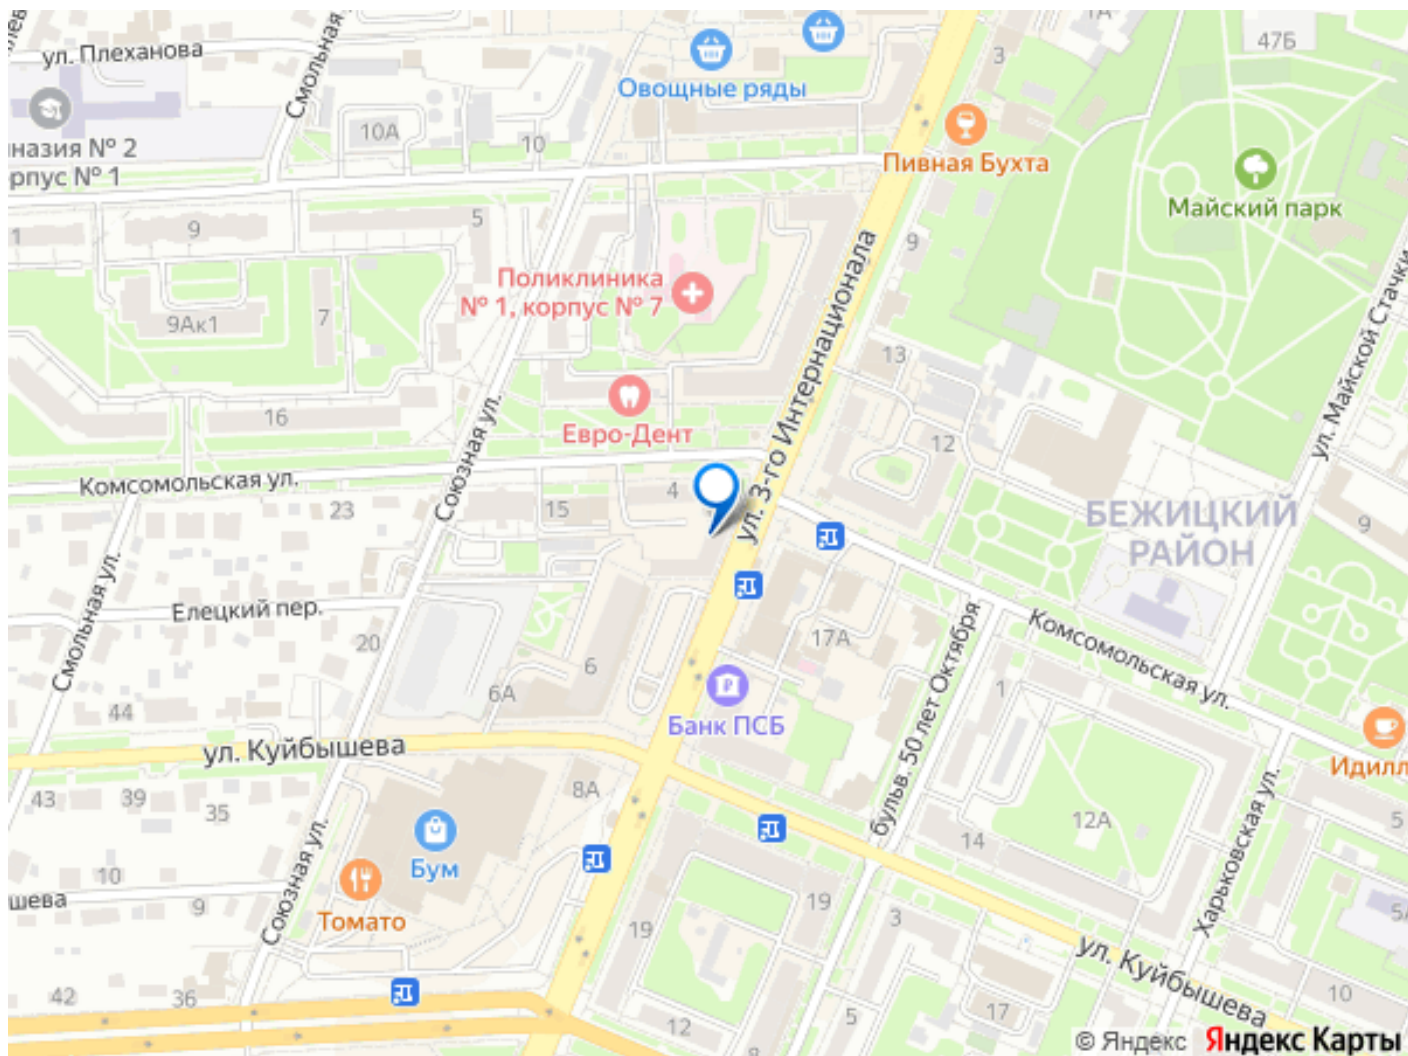 ул. Плеханова
Смольная
1А
3
47Б
Овощные ряды
Пивная Бухта
10А
10
назия № 2
рпус № 1
Майский парк
1
9
5
9
Поликлиника
№ 1, корпус № 7
9Ак1
7
ул. 3-го Интернационала
13
ул. Майской Стачки
16
Евро-Дент
12
Комсомольская ул.
Союзная ул.
23
15
4
БЕЖИЦКИЙ
РАЙОН
9
Смольная ул.
Елецкий пер.
20
17А
Комсомольская ул.
6
6А
1
44
Банк ПСБ
бульв. 50 лет Октября
ул. Куйбышева
Идилл
43
39
35
8А
Бум
14
12А
5
Харьковская ул.
10
шева
9
Союзная ул.
Томато
19
19
3
5А
ул. Куйбышева
42
36
12
5
17
10
© Яндекс Яндекс Карты